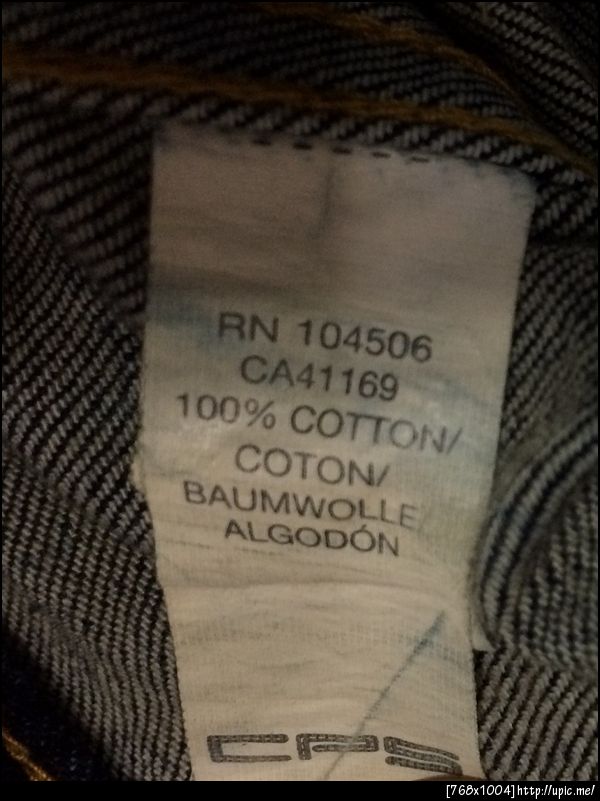 RN 104506
CA41169
100% COTTON/
COTON/
BAUMWOLLE/
ALGODÓN
CPS
[768x1004]http://upic.me/